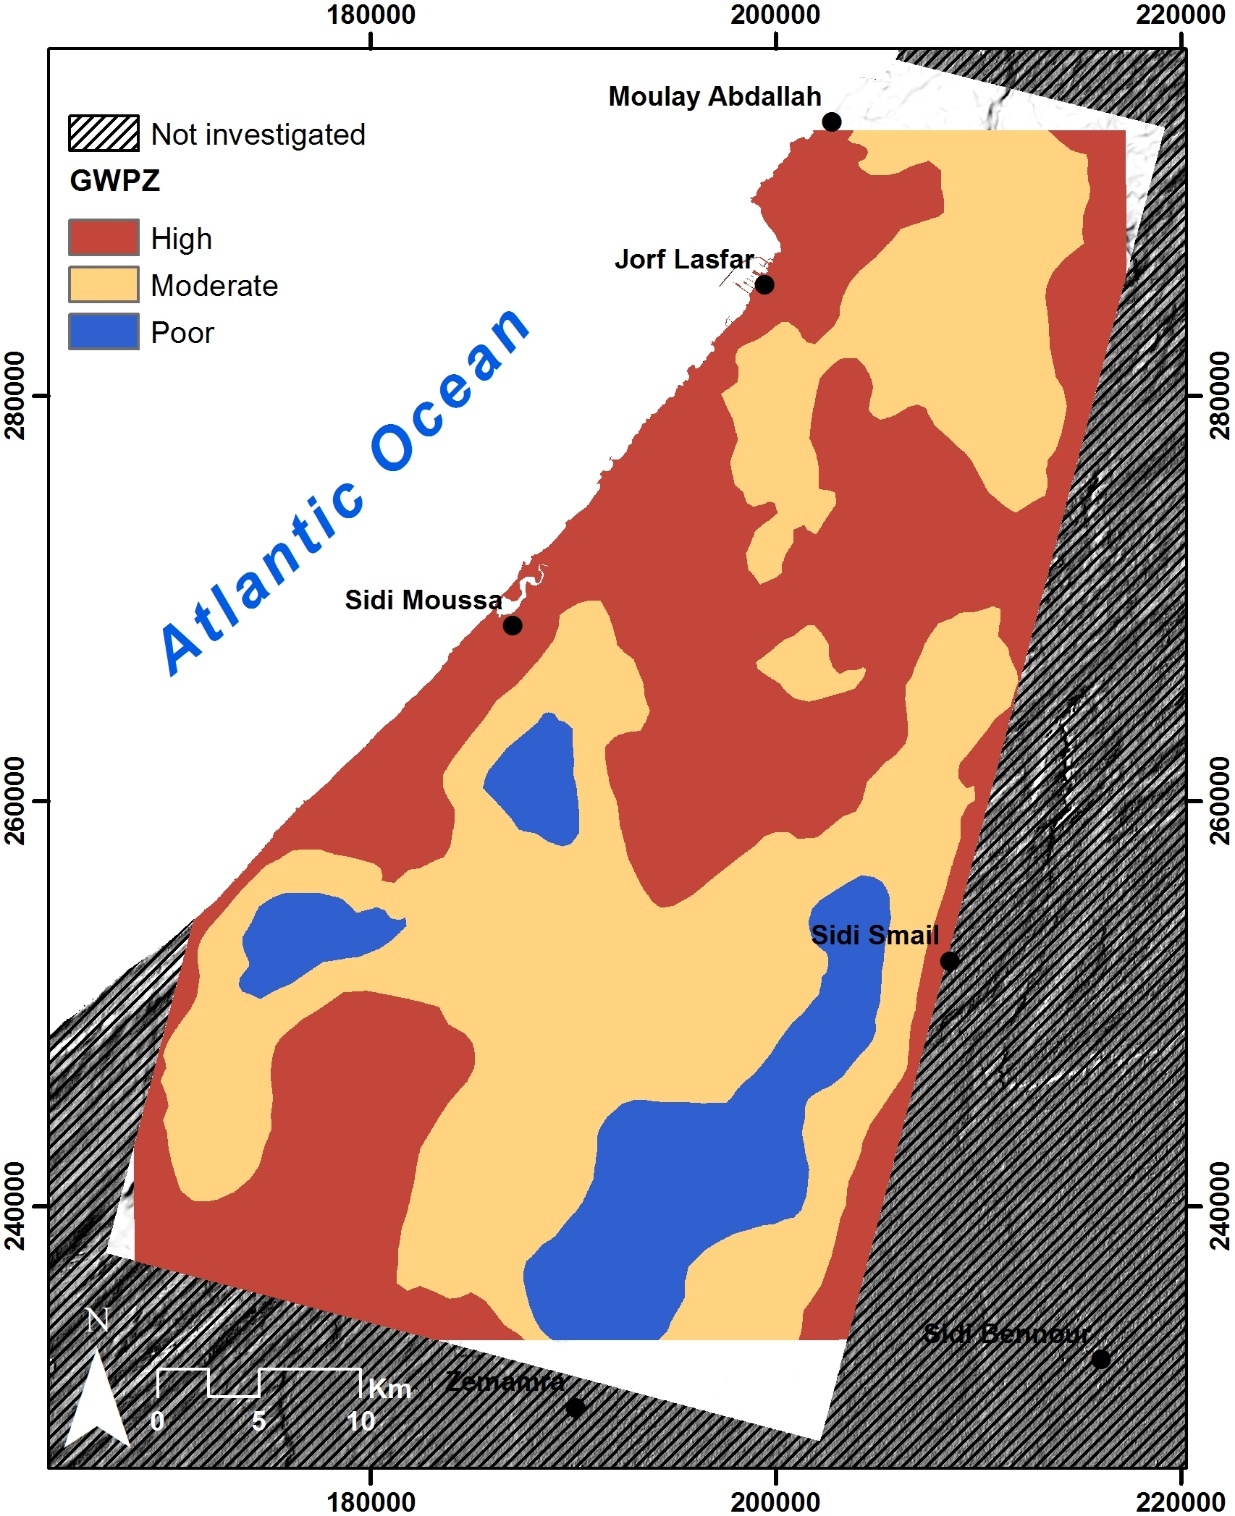 180000
200000
220000
Moulay Abdallah
Not investigated
GWPZ
High
Jorf Lasfar
Moderate
Poor
280000
280000
Atlantic Ocean
Sidi Moussa
260000
260000
Sidi Smail
240000
240000
N
Sidi Bennour
Zemamra
Km
0
5
10
180000
200000
220000